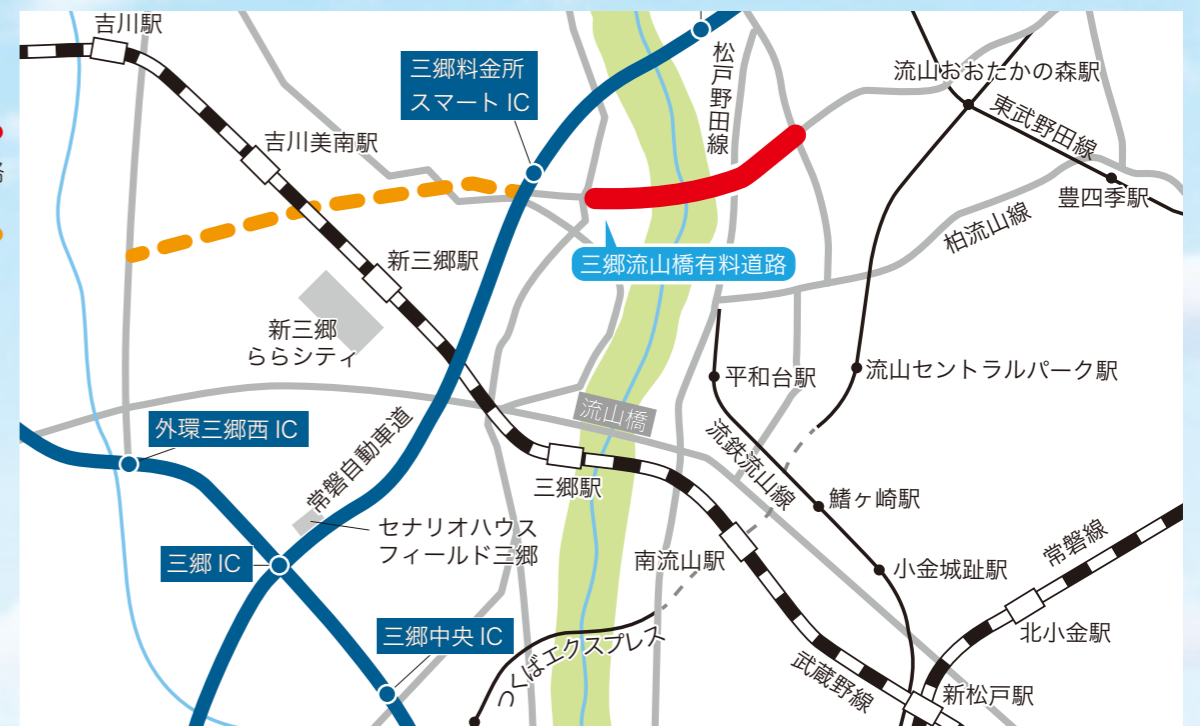 吉川駅
三郷料金所
スマートIC
松戸野田線
流山おおたかの森駅
東武野田線
吉川美南駅
豊四季駅
柏流山線
新三郷駅
三郷流山橋有料道路
新三郷
ららシティ
平和台駅
流山セントラルパーク駅
流山橋
外環三郷西IC
常磐自動車道
流鉄流山線
三郷駅
鰭ヶ崎駅
セナリオハウス
フィールド三郷
三郷IC
南流山駅
小金城趾駅
常磐線
北小金駅
三郷中央IC
つくばエクスプレス
武蔵野線
新松戸駅